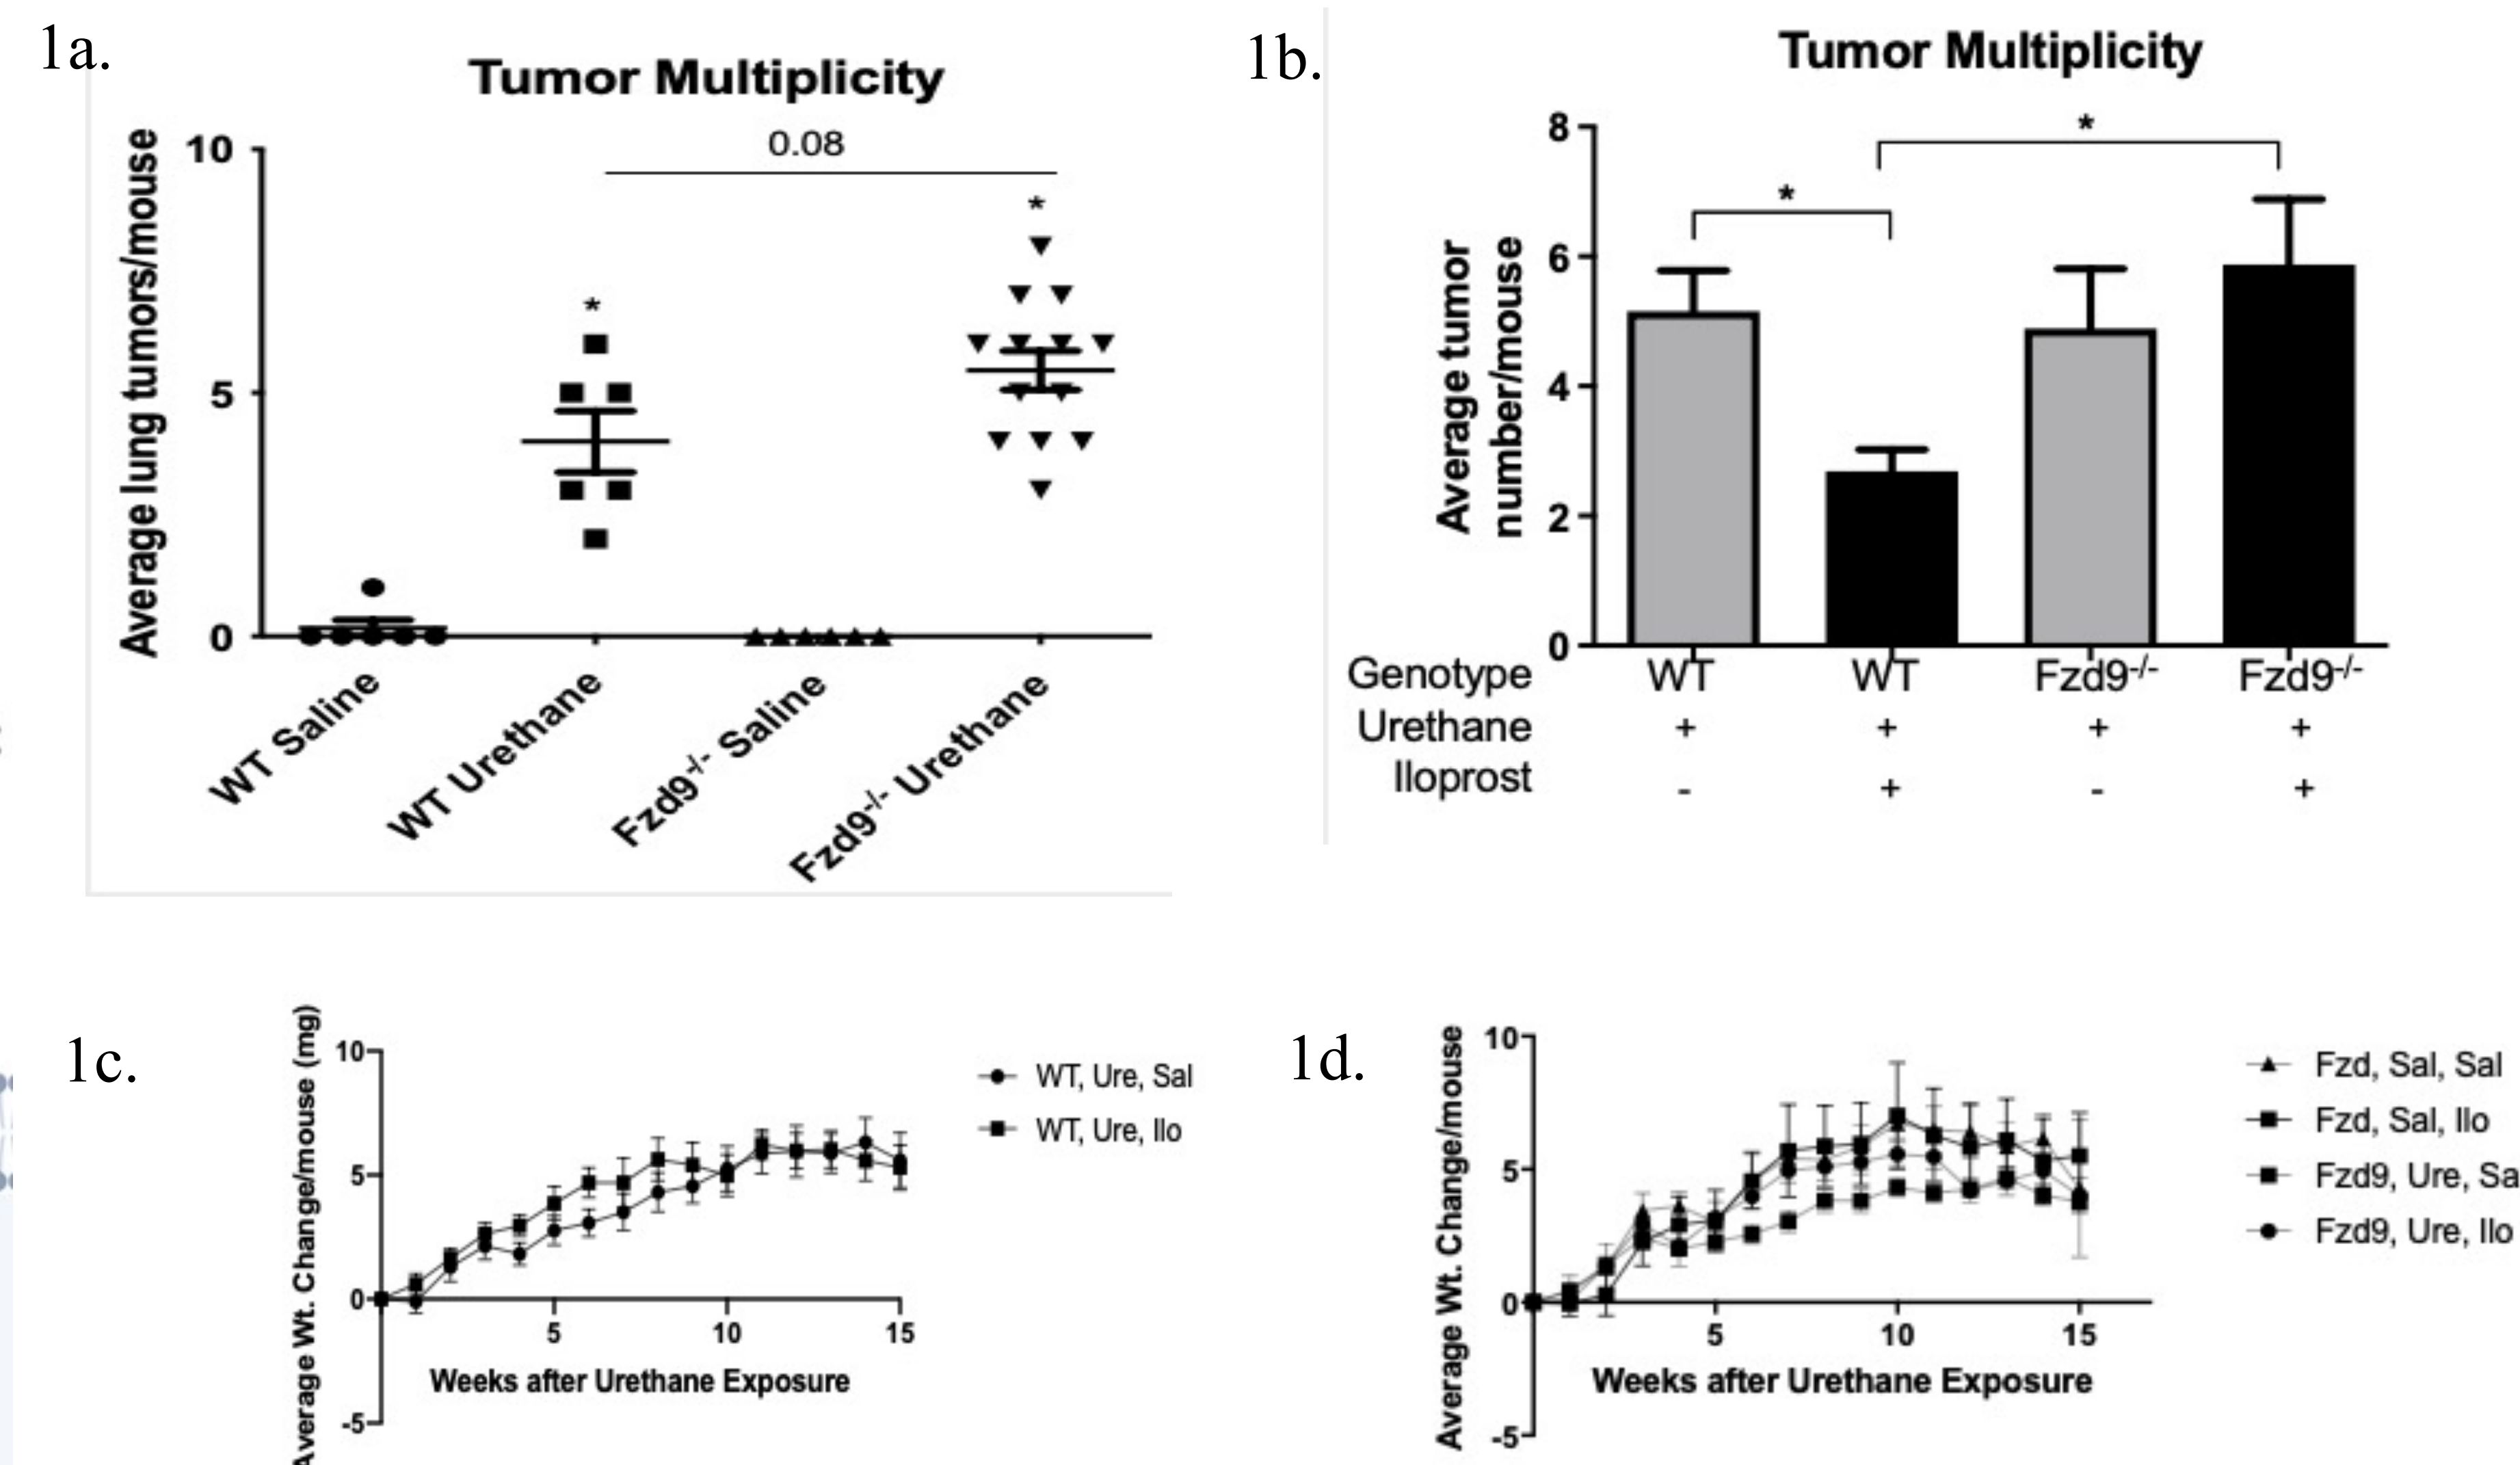 1a.
Tumor Multiplicity
0.08
*
*
Average lung tumors/mouse
10
5
0
WT Saline
WT Urethane
Fzd9-/- Saline
Fzd9-/- Urethane
1b.
Tumor Multiplicity
*
*
Average tumor
number/mouse
8
6
4
2
0
Genotype WT WT Fzd9-/- Fzd9-/-
Urethane + + + +
Iloprost - + - +
1c.
Average Wt. Change/mouse (mg)
10
5
0
-5
5 10 15
Weeks after Urethane Exposure
WT, Ure, Sal
WT, Ure, Ilo
1d.
Average Wt. Change/mouse
10
5
0
-5
5 10 15
Weeks after Urethane Exposure
Fzd, Sal, Sal
Fzd, Sal, Ilo
Fzd9, Ure, Sa
Fzd9, Ure, Ilo